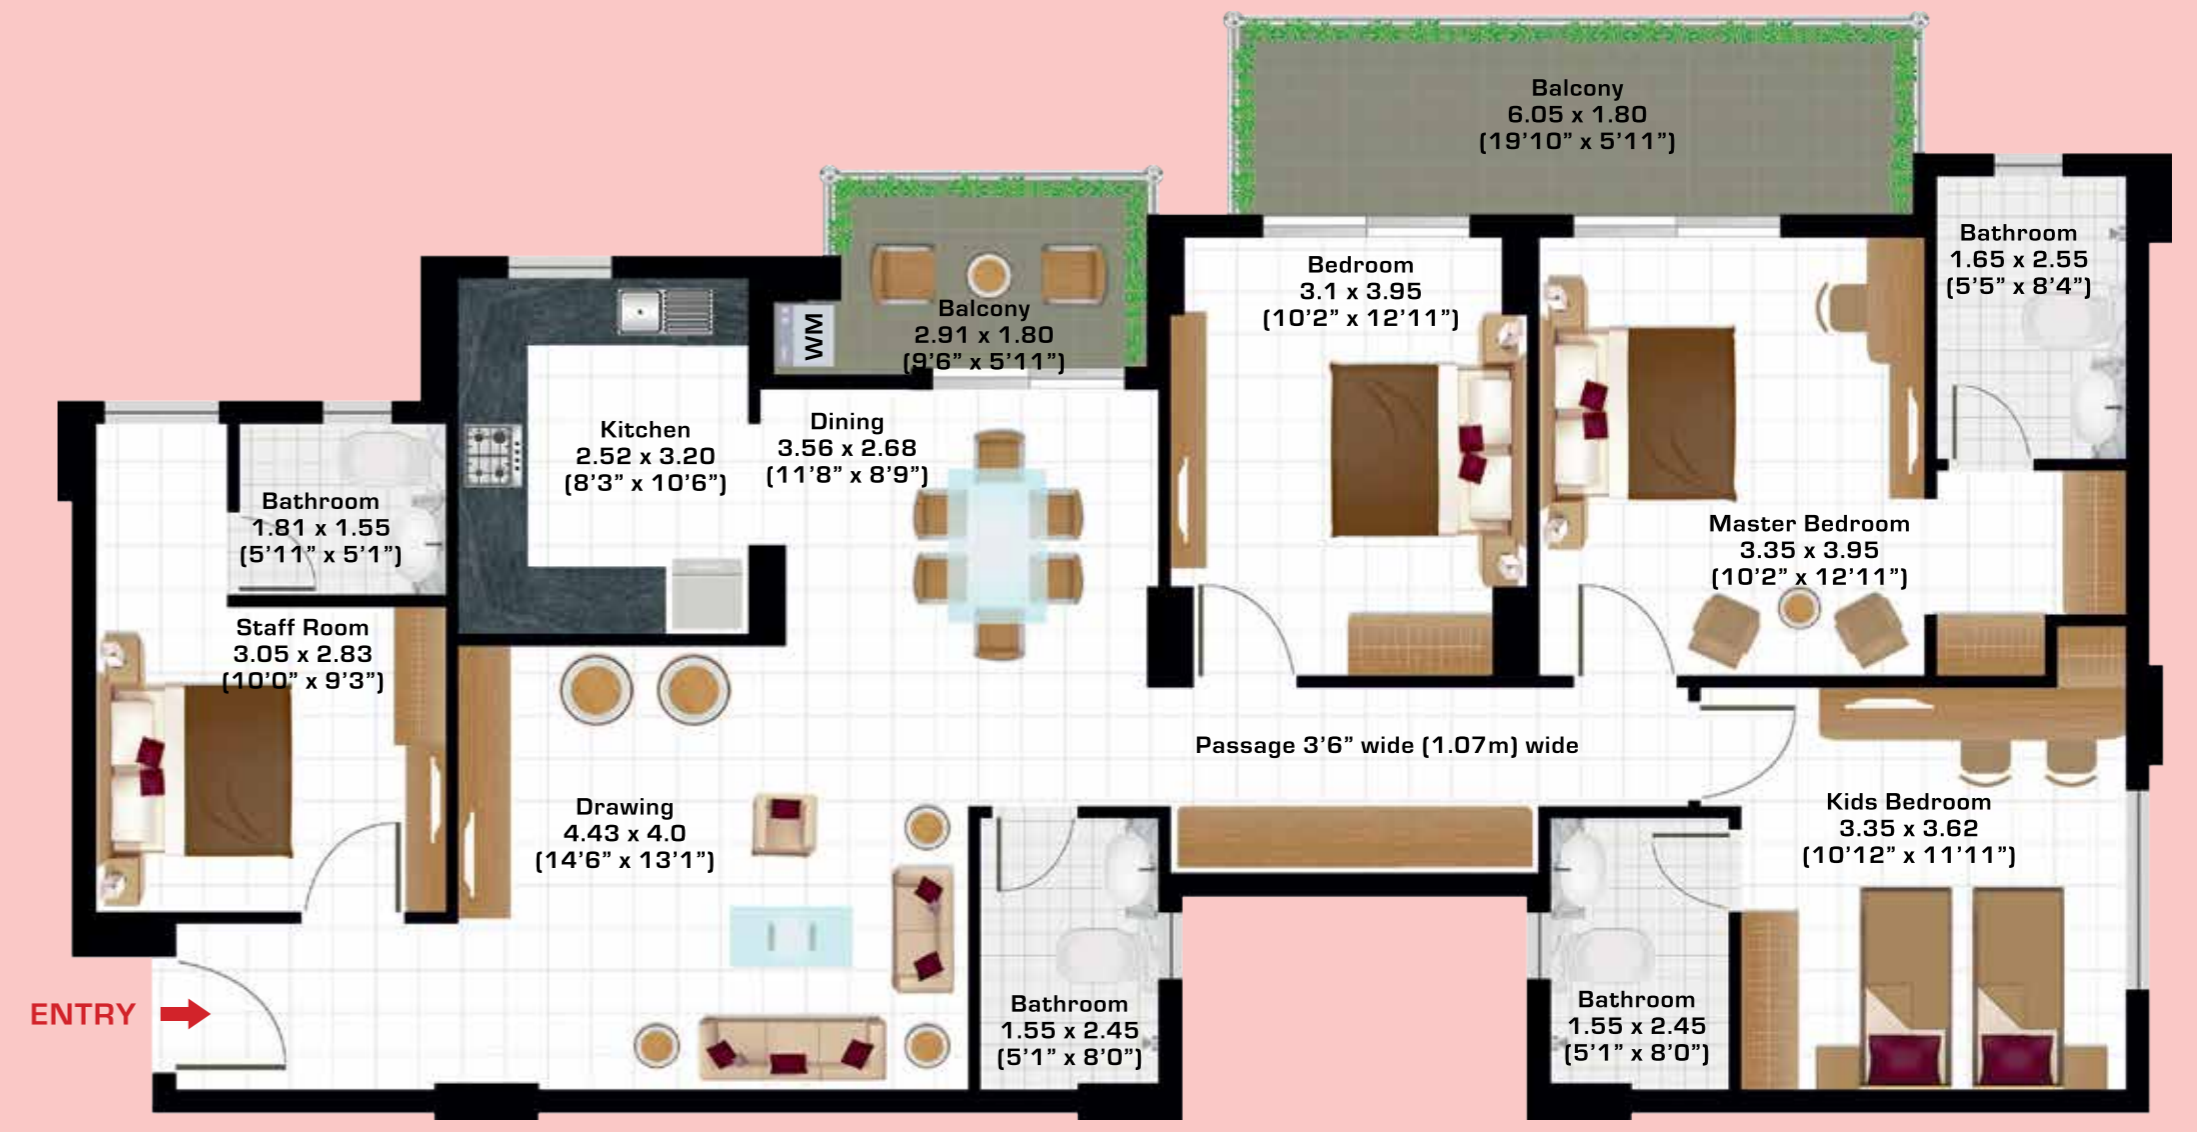 Balcony
6.05 x 1.80
(19’10” x 5’11”)
Bathroom
1.65 x 2.55
(5’5” x 8’4”)
Bedroom
3.1 x 3.95
(10’2” x 12’11”)
Balcony
2.91 x 1.80
(9’6” x 5’11”)
WM
Kitchen
2.52 x 3.20
(8’3” x 10’6”)
Dining
3.56 x 2.68
(11’8” x 8’9”)
Bathroom
1.81 x 1.55
(5’11” x 5’1”)
Master Bedroom
3.35 x 3.95
(10’2” x 12’11”)
Staff Room
3.05 x 2.83
(10’0” x 9’3”)
Passage 3’6” wide (1.07m) wide
Drawing
4.43 x 4.0
(14’6” x 13’1”)
Kids Bedroom
3.35 x 3.62
(10’12” x 11’11”)
ENTRY
Bathroom
1.55 x 2.45
(5’1” x 8’0”)
Bathroom
1.55 x 2.45
(5’1” x 8’0”)